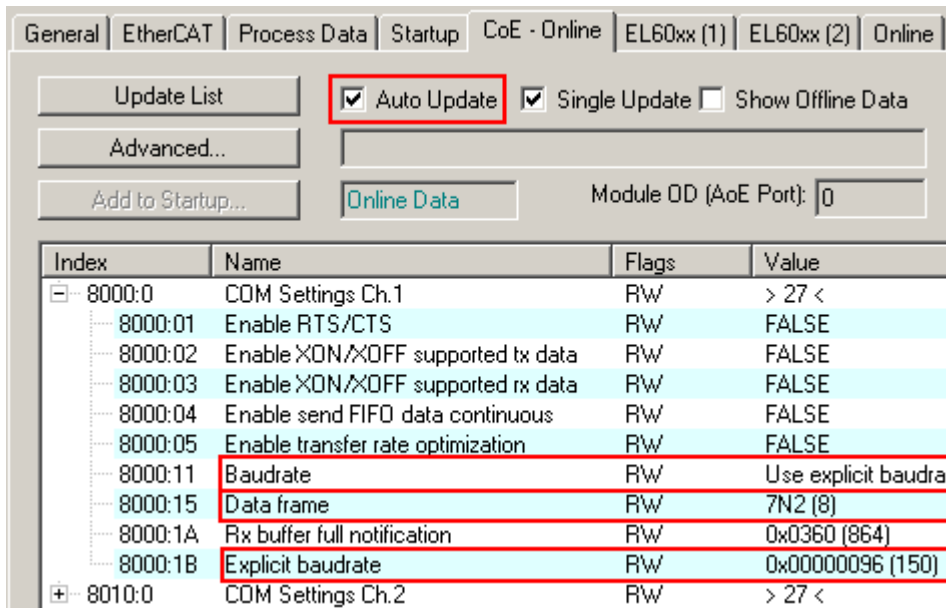 General EtherCAT Process Data Startup CoE - Online EL60xx (1) EL60xx (2) Online
Update List Auto Update Single Update Show Offline Data
Advanced...
Add to Startup... Online Data Module OD (AoE Port): 0
Index Name Flags Value
8000:0 COM Settings Ch.1 RW > 27 <
8000:01 Enable RTS/CTS RW FALSE
8000:02 Enable XON/XOFF supported tx data RW FALSE
8000:03 Enable XON/XOFF supported rx data RW FALSE
8000:04 Enable send FIFO data continuous RW FALSE
8000:05 Enable transfer rate optimization RW FALSE
8000:11 Baudrate RW Use explicit baudra
8000:15 Data frame RW 7N2 (8)
8000:1A Rx buffer full notification RW 0x0360 (864)
8000:1B Explicit baudrate RW 0x00000096 (150)
8010:0 COM Settings Ch.2 RW > 27 <